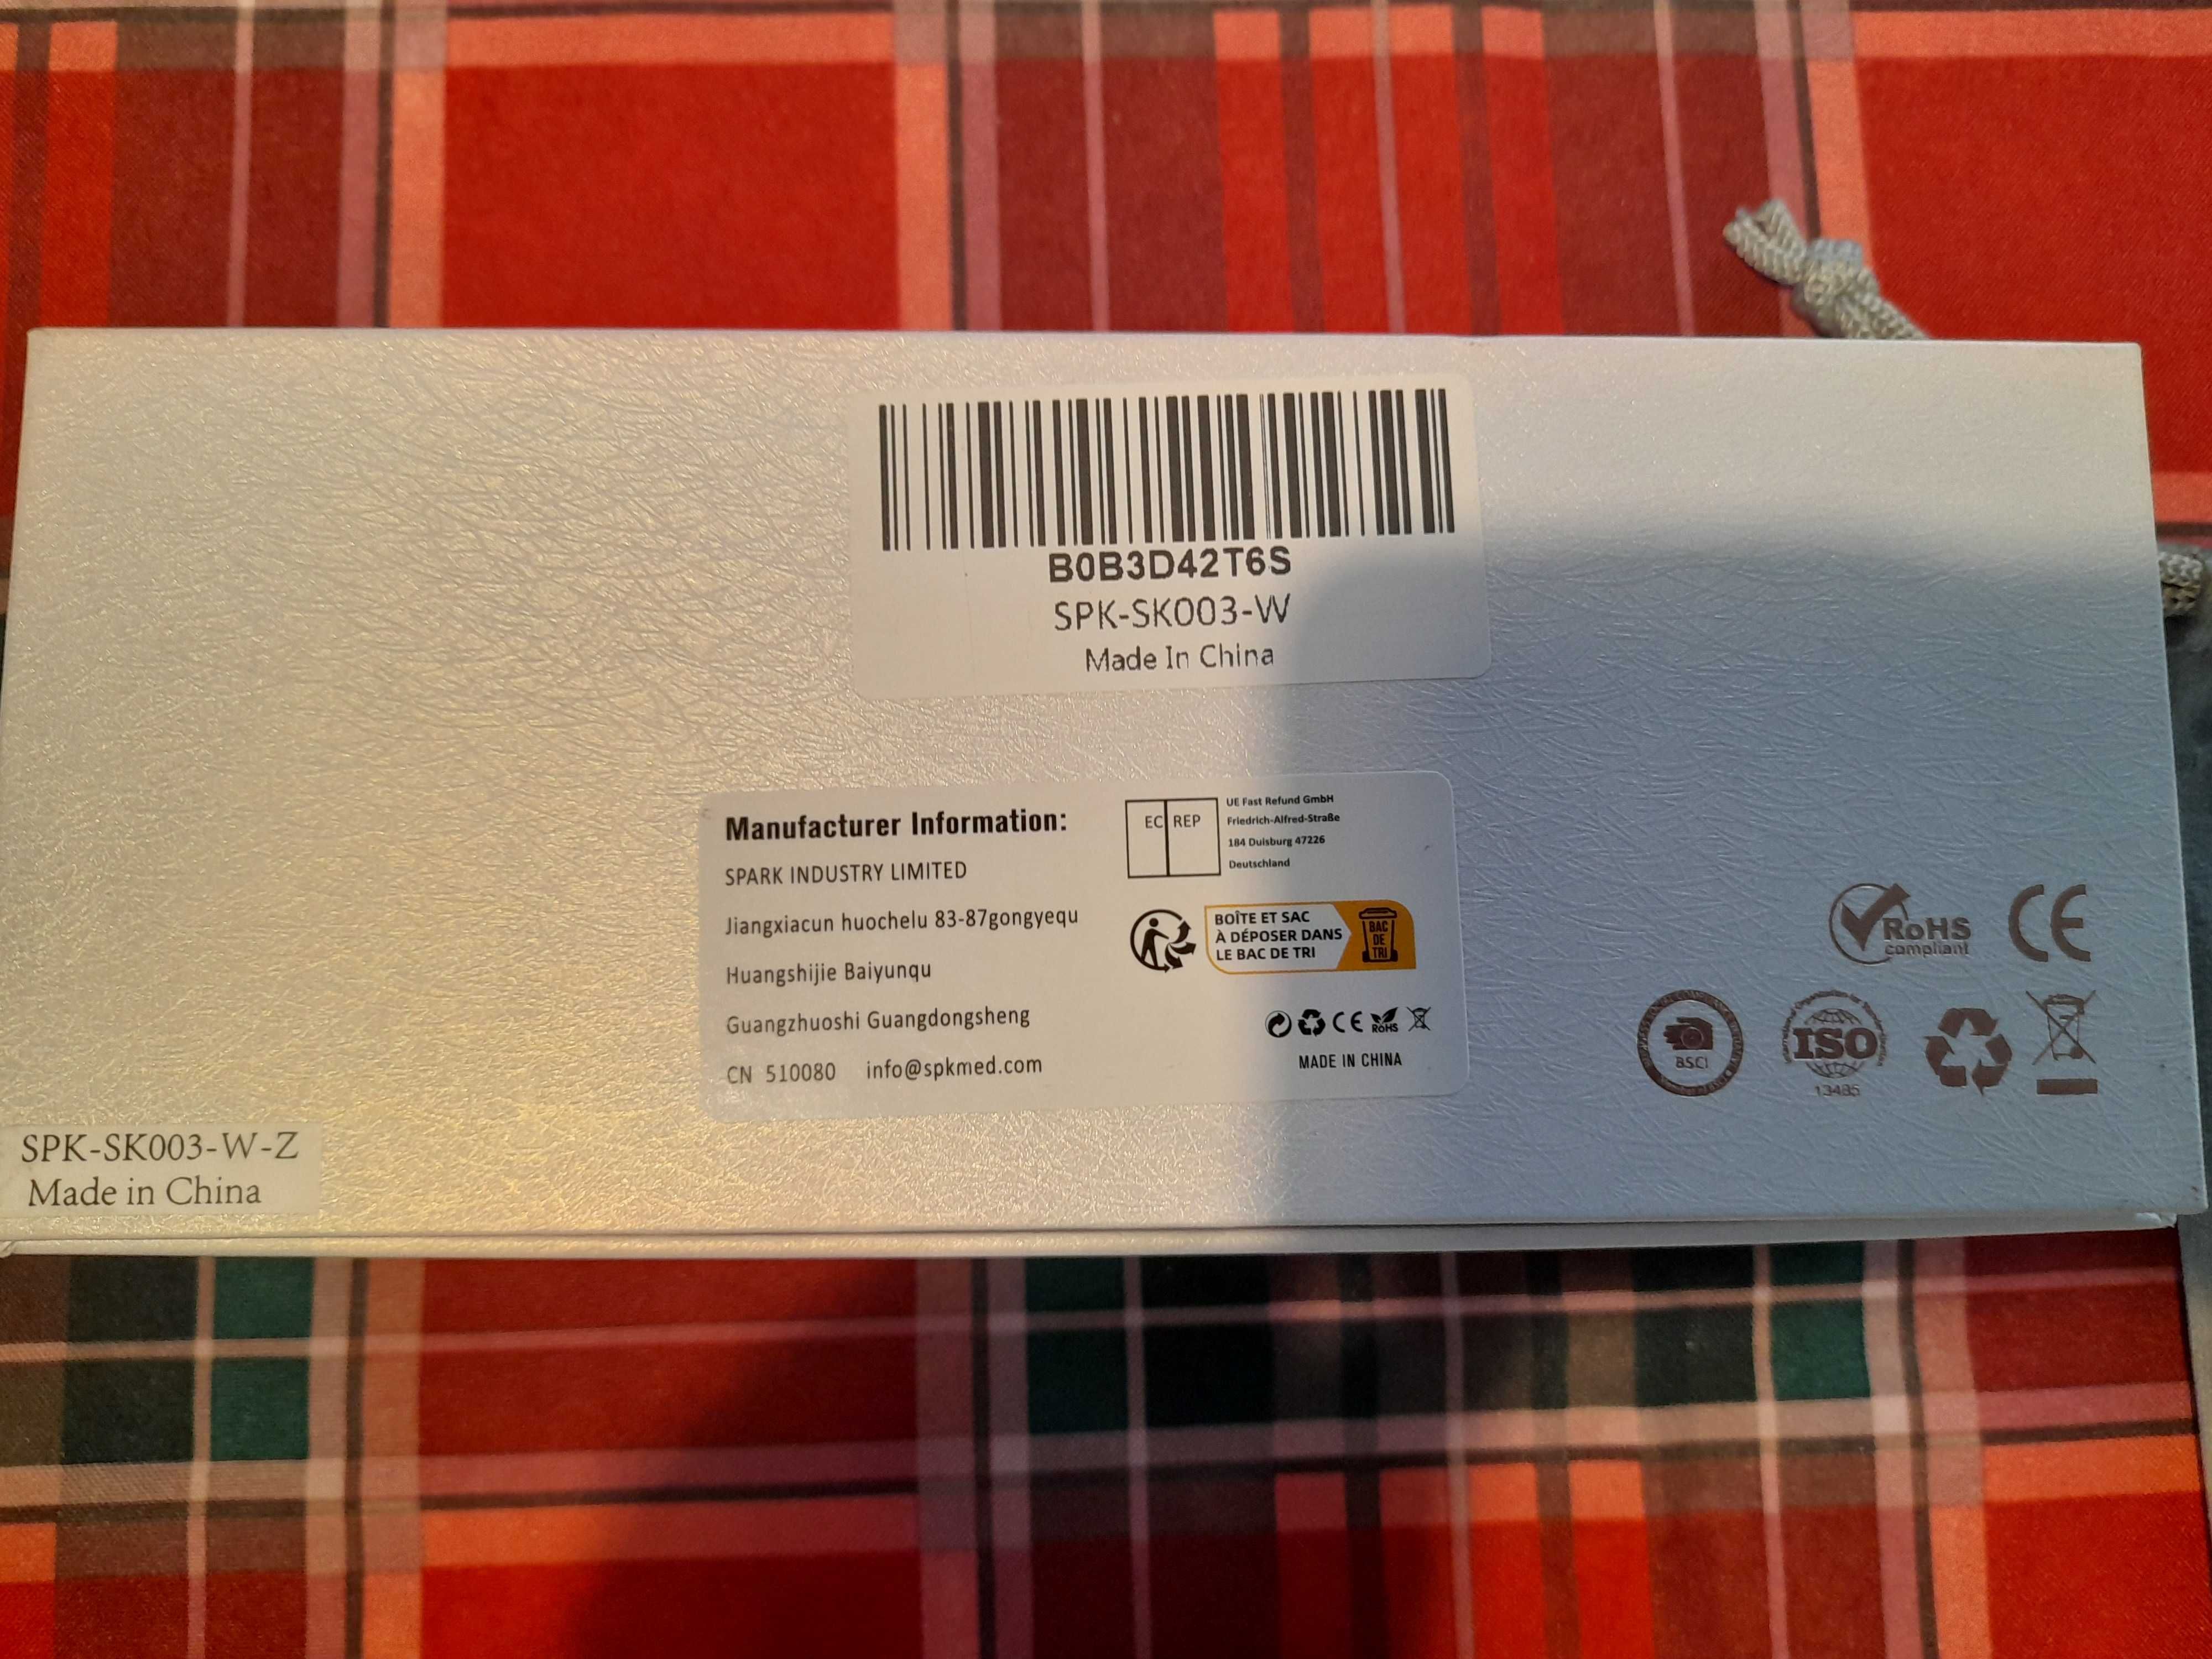 B0B3D42T6S
SPK-SK003-W
Made In China
Manufacturer Information:
SPARK INDUSTRY LIMITED
Jiangxiacun huochelu 83-87gongyequ
Huangshijie Baiyunqu
Guangzhuoshi Guangdongsheng
CN 510080 info@spkmed.com
EC REP
UE Fast Refund GmbH
Friedrich-Alfred-Straße
184 Duisburg 47226
Deutschland
BOÎTE ET SAC
À DÉPOSER DANS
LE BAC DE TRI
BAC
DE
TRI
CE
RoHS
MADE IN CHINA
RoHS
compliant
CE
BSCI
ISO
13485
SPK-SK003-W-Z
Made in China